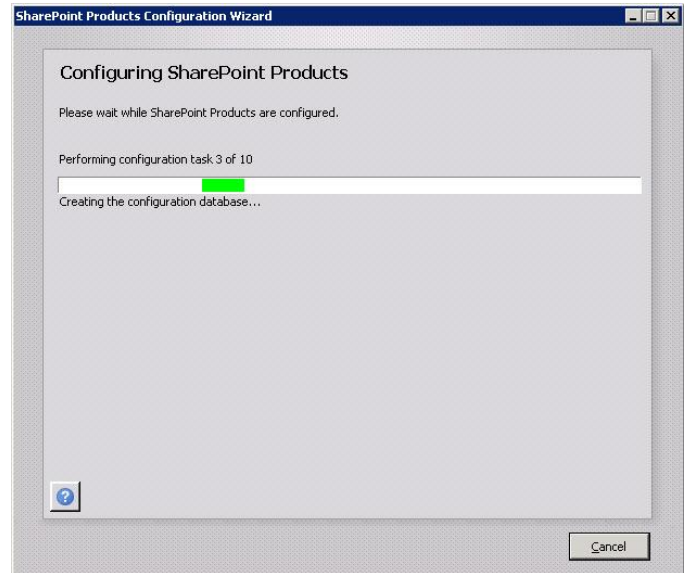 SharePoint Products Configuration Wizard
Configuring SharePoint Products
Please wait while SharePoint Products are configured.
Performing configuration task 3 of 10
Creating the configuration database...
?
Cancel